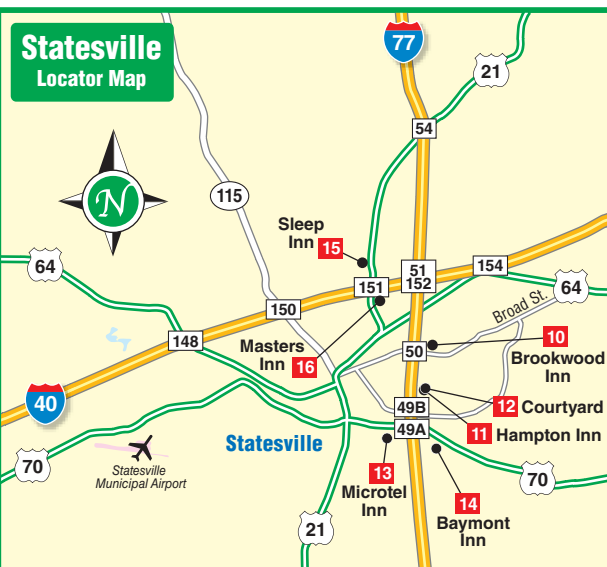 Statesville
Locator Map
77
21
54
N
115
Sleep
Inn 15
64
51
152
154
151
64
150
Broad St.
148
Masters
Inn 16
50
10
Brookwood
Inn
40
49B
12 Courtyard
49A
11 Hampton Inn
Statesville
70
Statesville
Municipal Airport
13
Microtel
Inn
70
14
Baymont
Inn
21